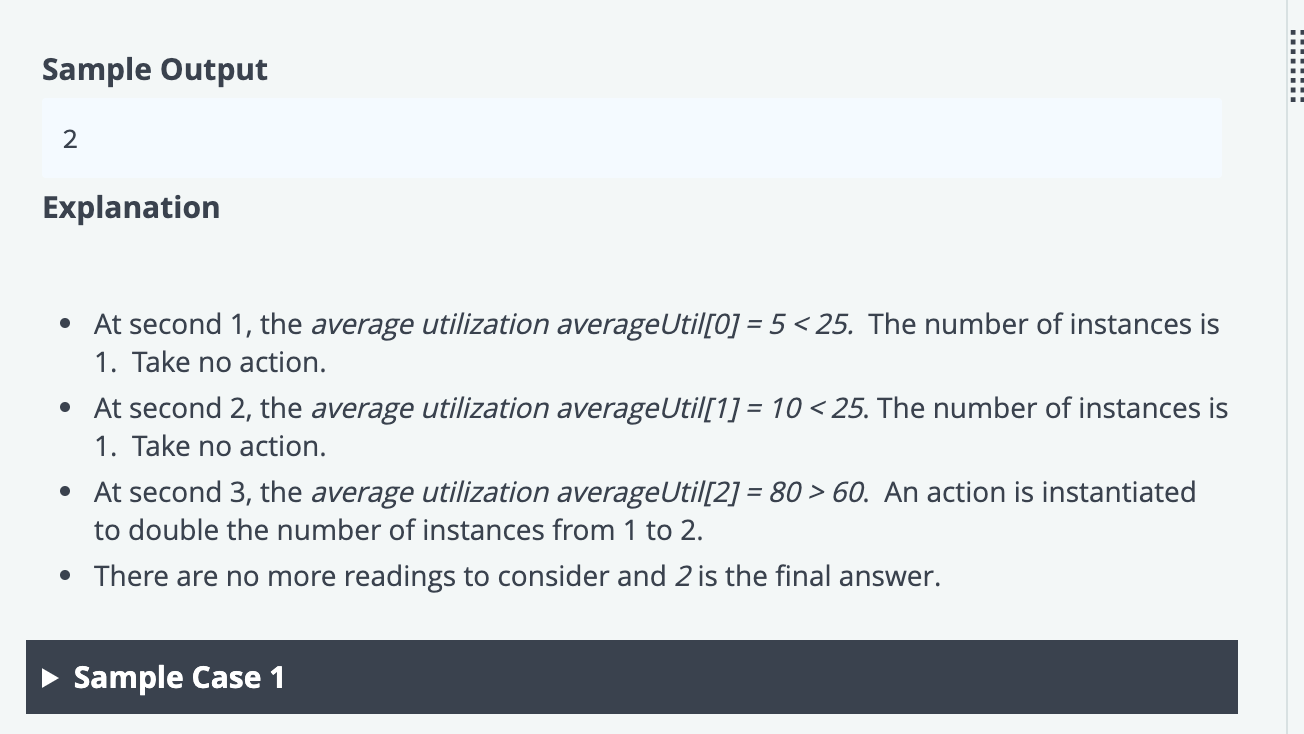 Sample Output
2
Explanation
• At second 1, the average utilization averageUtil[0] = 5 < 25.  The number of instances is
1.  Take no action.
• At second 2, the average utilization averageUtil[1] = 10 < 25. The number of instances is
1.  Take no action.
• At second 3, the average utilization averageUtil[2] = 80 > 60.  An action is instantiated
to double the number of instances from 1 to 2.
• There are no more readings to consider and 2 is the final answer.
▶ Sample Case 1